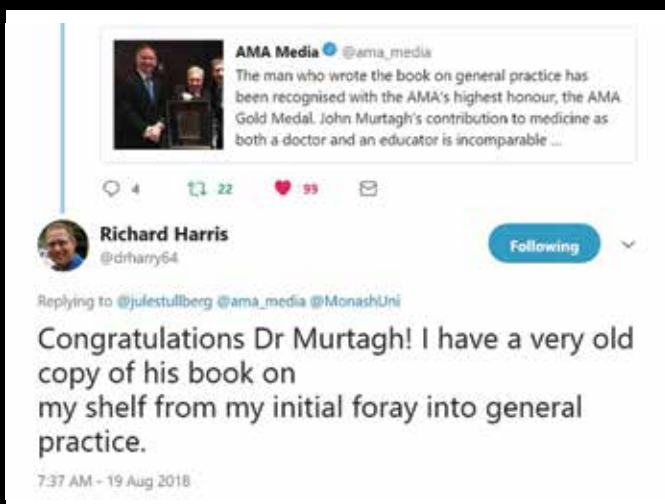 AMA Media @ama_media
The man who wrote the book on general practice has
been recognised with the AMA's highest honour, the AMA
Gold Medal. John Murtagh's contribution to medicine as
both a doctor and an educator is incomparable ...
4 22 99
Richard Harris
@drharry64
Following
Replying to @julestullberg @ama_media @MonashUni
Congratulations Dr Murtagh! I have a very old
copy of his book on
my shelf from my initial foray into general
practice.
7:37 AM - 19 Aug 2018